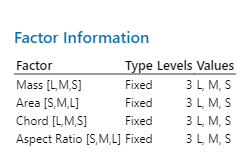 Factor Information
Factor Type Levels Values
Mass [L,M,S] Fixed 3 L, M, S
Area [S,M,L] Fixed 3 L, M, S
Chord [L,M,S] Fixed 3 L, M, S
Aspect Ratio [S,M,L] Fixed 3 L, M, S